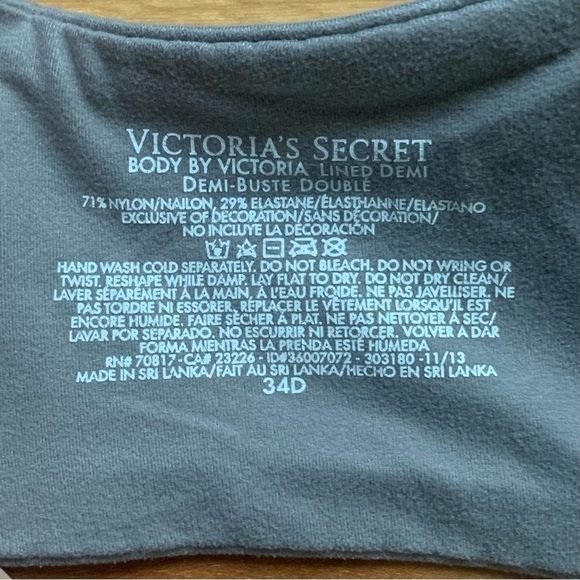 VICTORIA'S SECRET
BODY BY VICTORIA LINED DEMI
DEMI-BUSTE DOUBLÉ
71% NYLON/NAILON, 29% ELASTANE/ÉLASTHANNE/ELASTANO
EXCLUSIVE OF DECORATION/SANS DÉCORATION/
NO INCLUYE LA DECORACIÓN
HAND WASH COLD SEPARATELY. DO NOT BLEACH. DO NOT WRING OR
TWIST. RESHAPE WHILE DAMP. LAY FLAT TO DRY. DO NOT DRY CLEAN/
LAVER SÉPARÉMENT À LA MAIN, À L'EAU FROIDE. NE PAS JAVELLISER. NE
PAS TORDRE NI ESSORER, REPLACER LE VÊTEMENT LORSQU'IL EST
ENCORE HUMIDE. FAIRE SÉCHER À PLAT. NE PAS NETTOYER À SEC/
LAVAR POR SEPARADO. NO ESCURRIR NI RETORCER. VOLVER A DAR
FORMA MIENTRAS LA PRENDA ESTÉ HUMEDA
RN# 70817-CA# 23226 - ID#36007072 - 303180 -11/13
MADE IN SRI LANKA/FAIT AU SRI LANKA/HECHO EN SRI LANKA
34D